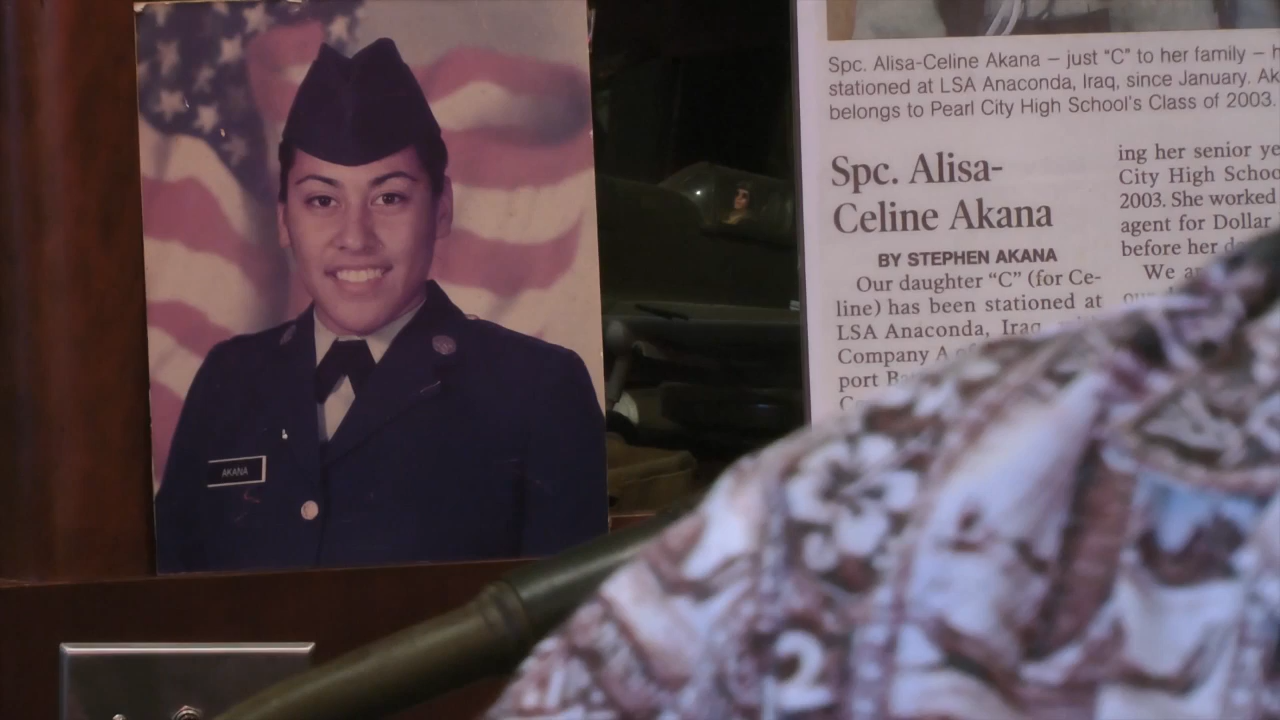 AKANA
Spc. Alisa-Celine Akana – just "C" to her family –
stationed at LSA Anaconda, Iraq, since January.
belongs to Pearl City High School's Class of 2003.
Spc. Alisa-
Celine Akana
BY STEPHEN AKANA
Our daughter "C" (for Ce-
line) has been stationed at
LSA Anaconda, Iraq,
Company A
port
ing her senior
City High
2003. She worked
agent for Dollar
before her
We
2